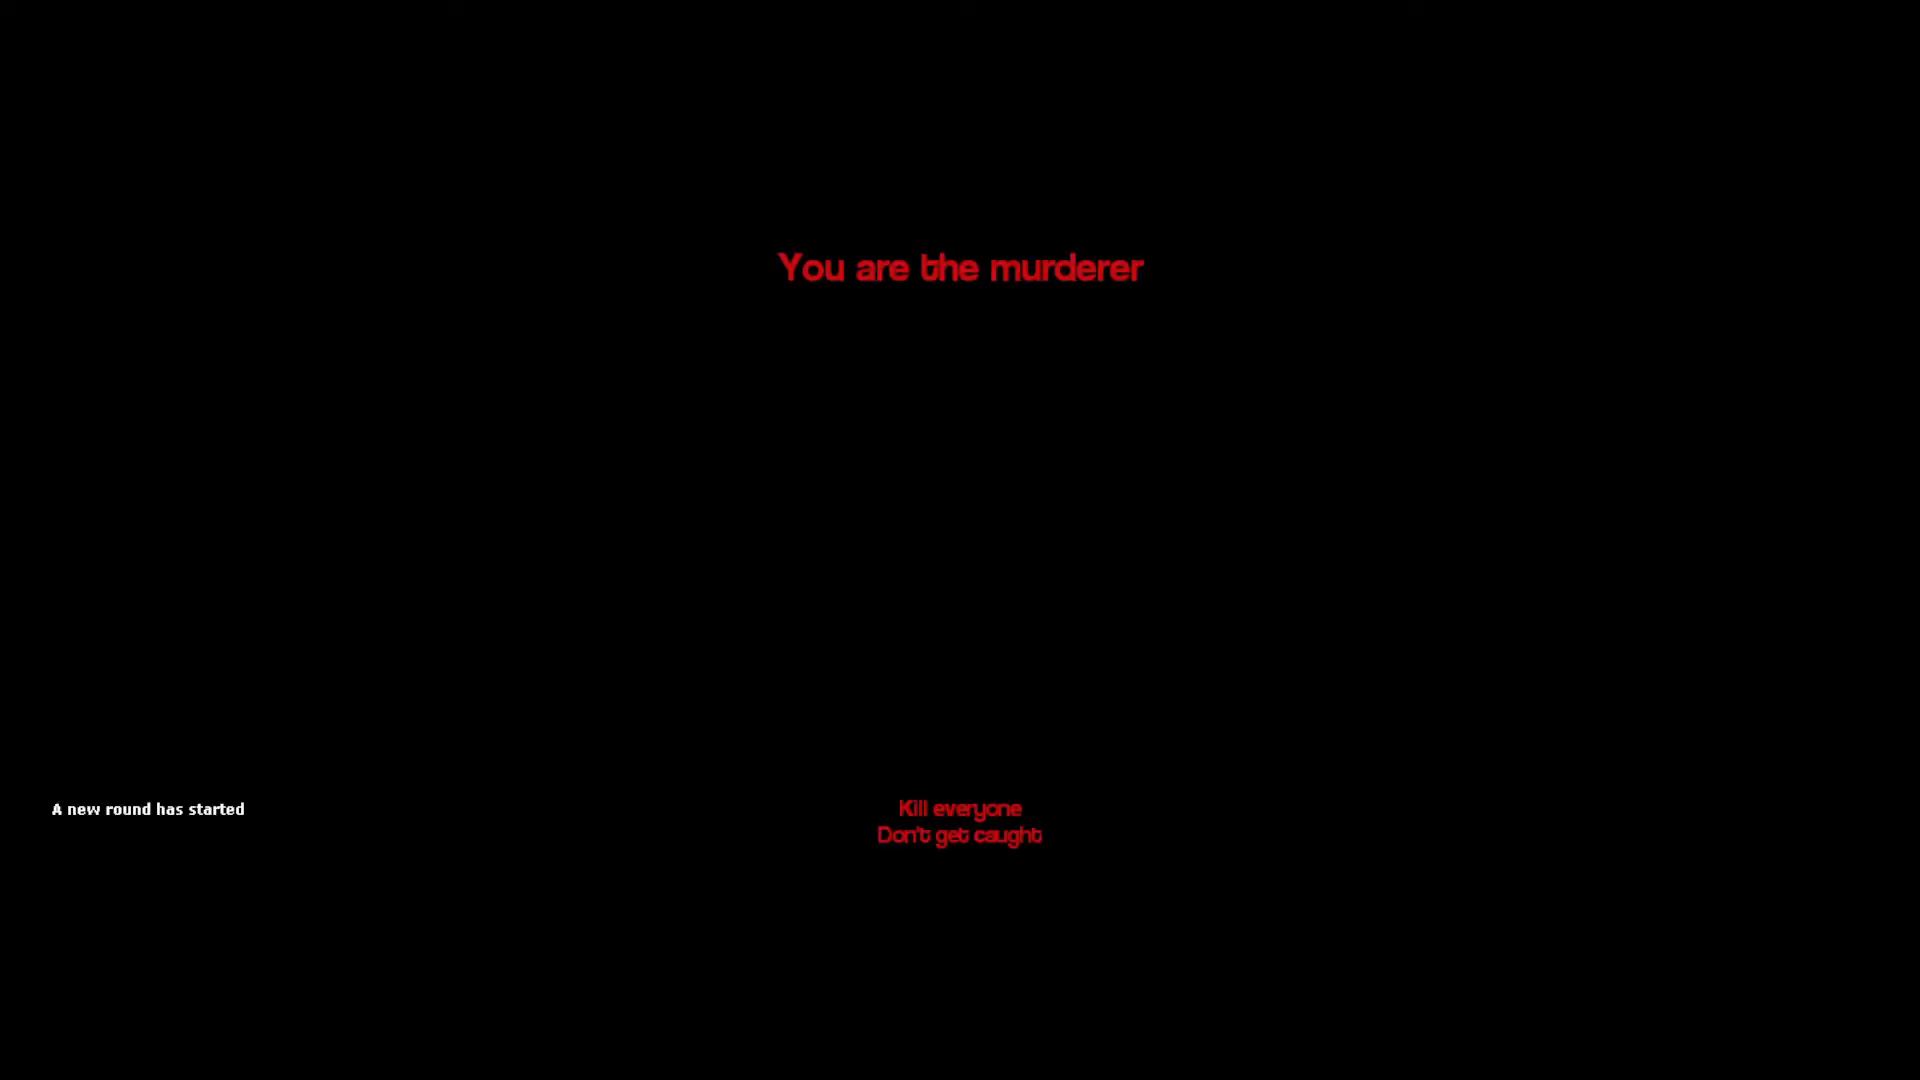 You are the murderer
A new round has started
Kill everyone
Don't get caught